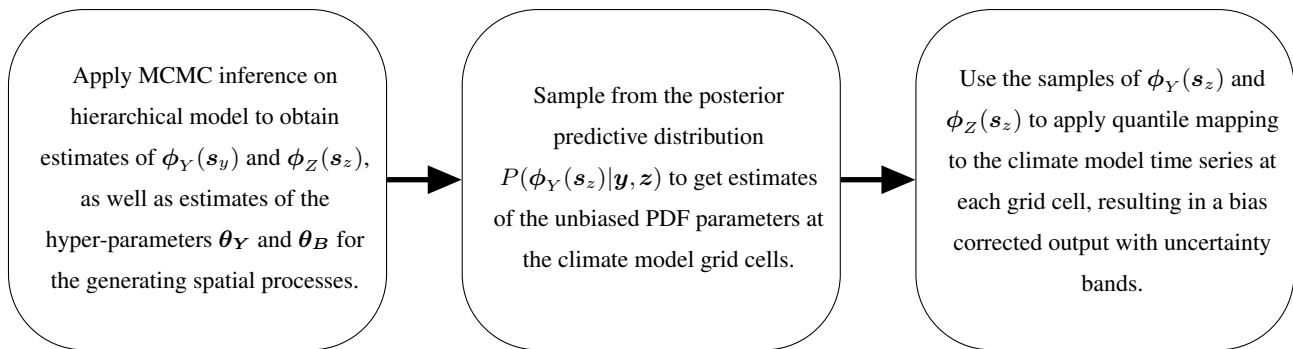 Apply MCMC inference on
hierarchical model to obtain
estimates of ϕ_Y(s_y) and ϕ_Z(s_z),
as well as estimates of the
hyper-parameters θ_Y and θ_B for
the generating spatial processes.
Sample from the posterior
predictive distribution
P(ϕ_Y(s_z)|y, z) to get estimates
of the unbiased PDF parameters at
the climate model grid cells.
Use the samples of ϕ_Y(s_z) and
ϕ_Z(s_z) to apply quantile mapping
to the climate model time series at
each grid cell, resulting in a bias
corrected output with uncertainty
bands.